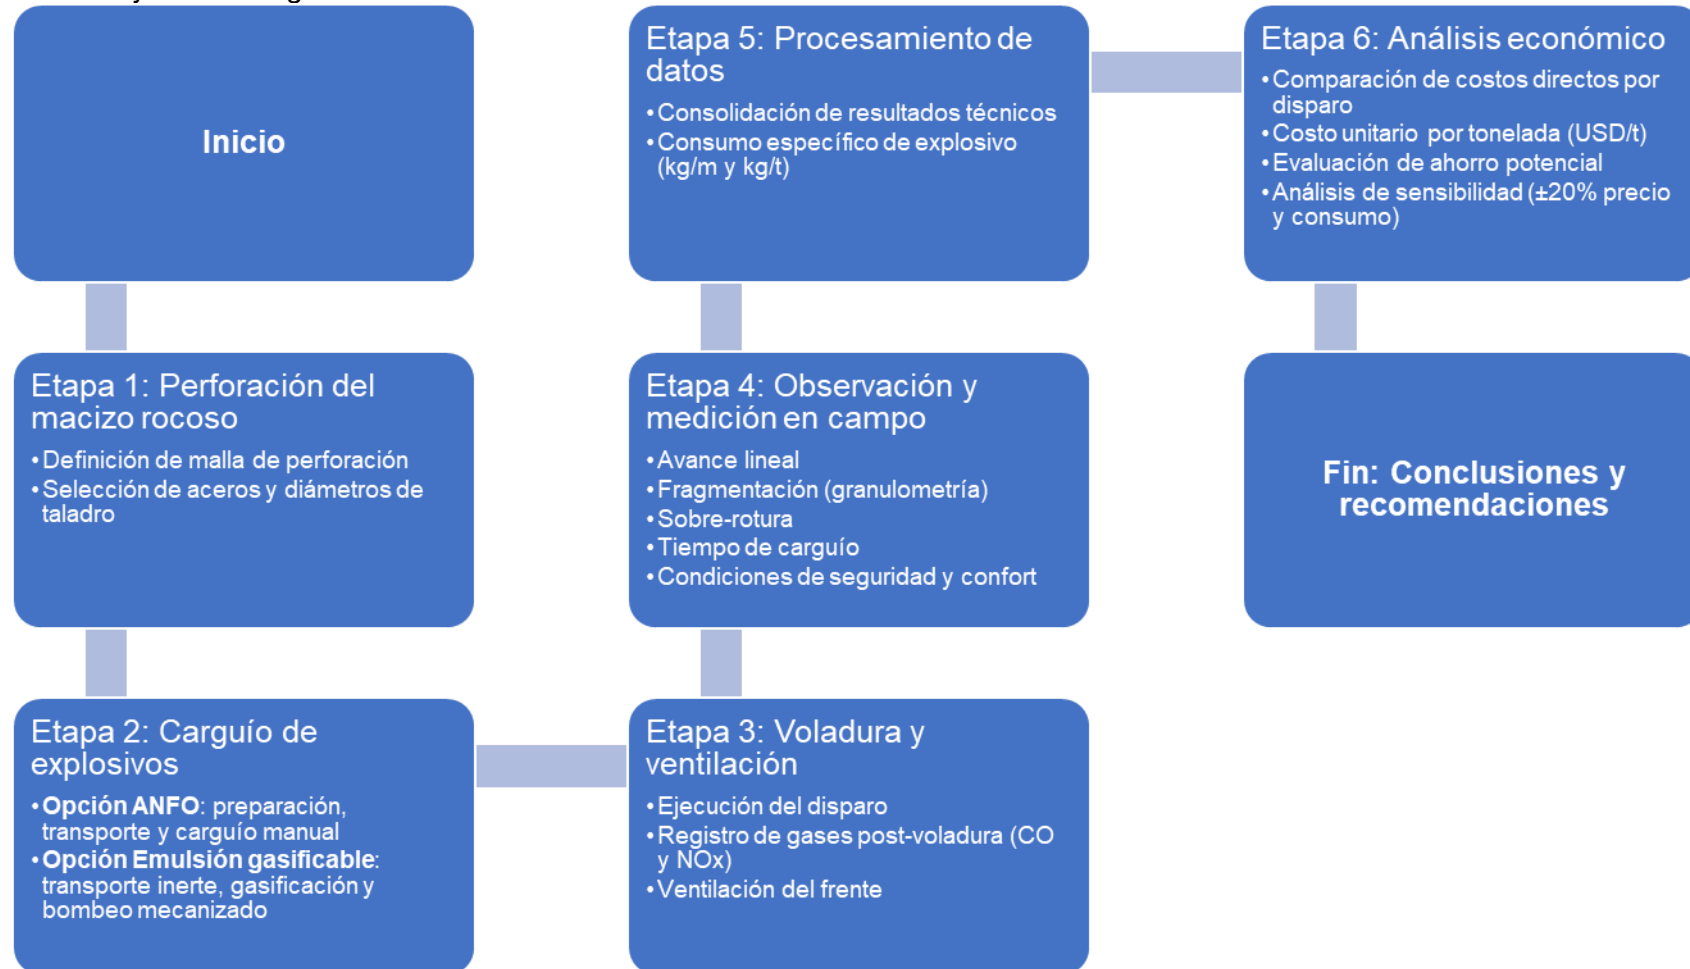 Inicio
Etapa 1: Perforación del
macizo rocoso
•Definición de malla de perforación
•Selección de aceros y diámetros de
taladro
Etapa 2: Carguío de
explosivos
•Opción ANFO: preparación,
transporte y carguío manual
•Opción Emulsión gasificable:
transporte inerte, gasificación y
bombeo mecanizado
Etapa 3: Voladura y
ventilación
•Ejecución del disparo
•Registro de gases post-voladura (CO
y NOx)
•Ventilación del frente
Etapa 4: Observación y
medición en campo
•Avance lineal
•Fragmentación (granulometría)
•Sobre-rotura
•Tiempo de carguío
•Condiciones de seguridad y confort
Etapa 5: Procesamiento de
datos
•Consolidación de resultados técnicos
•Consumo específico de explosivo
(kg/m y kg/t)
Etapa 6: Análisis económico
•Comparación de costos directos por
disparo
•Costo unitario por tonelada (USD/t)
•Evaluación de ahorro potencial
•Análisis de sensibilidad (±20% precio
y consumo)
Fin: Conclusiones y
recomendaciones